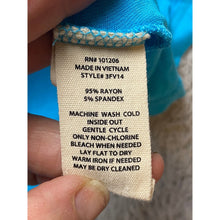 RN# 101206
MADE IN VIETNAM
STYLE# 3FV14
95% RAYON
5% SPANDEX
MACHINE WASH COLD
INSIDE OUT
GENTLE CYCLE
ONLY NON-CHLORINE
BLEACH WHEN NEEDED
LAY FLAT TO DRY
WARM IRON IF NEEDED
MAY BE DRY CLEANED